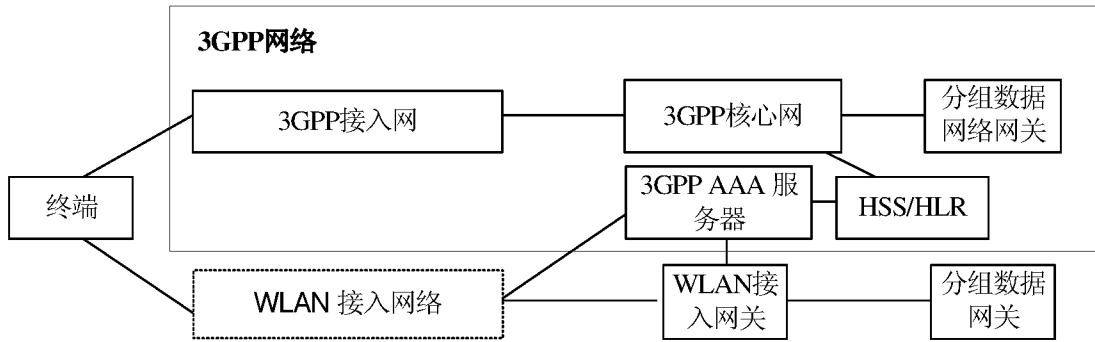 3GPP网络
3GPP接入网
3GPP核心网
分组数据
网络网关
终端
3GPP AAA 服
务器
HSS/HLR
WLAN 接入网络
WLAN接
入网关
分组数据
网关